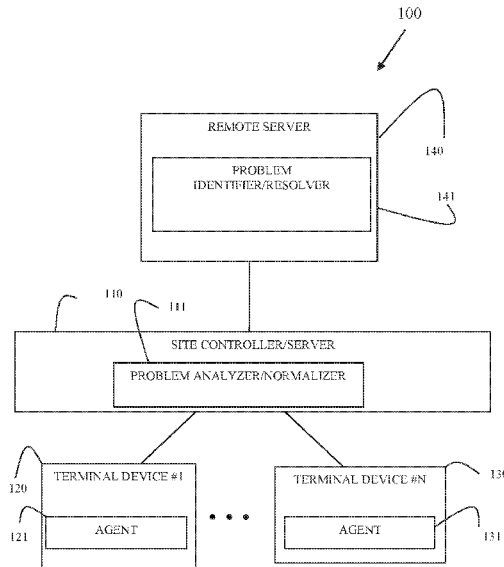 100
REMOTE SERVER
140
PROBLEM
IDENTIFIER/RESOLVER
141
110
111
SITE CONTROLLER/SERVER
PROBLEM ANALYZER/NORMALIZER
120
TERMINAL DEVICE #1
121
AGENT
TERMINAL DEVICE #N
130
AGENT
131